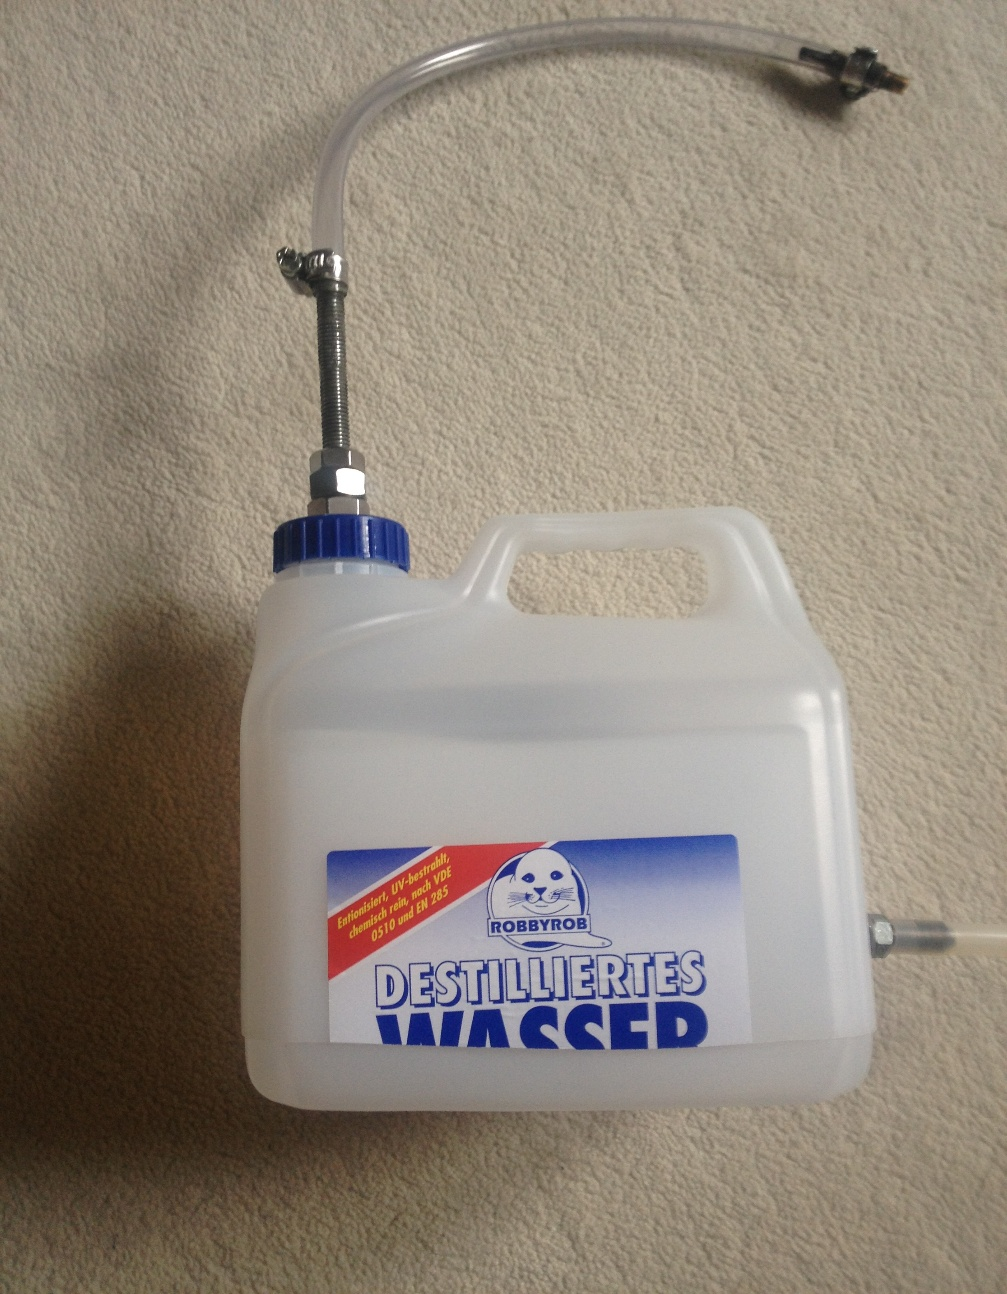 Entionisiert, UV-bestrahlt,
chemisch rein, nach VDE
0510 und EN 285
ROBBYROB
DESTILLIERTES
WASSER